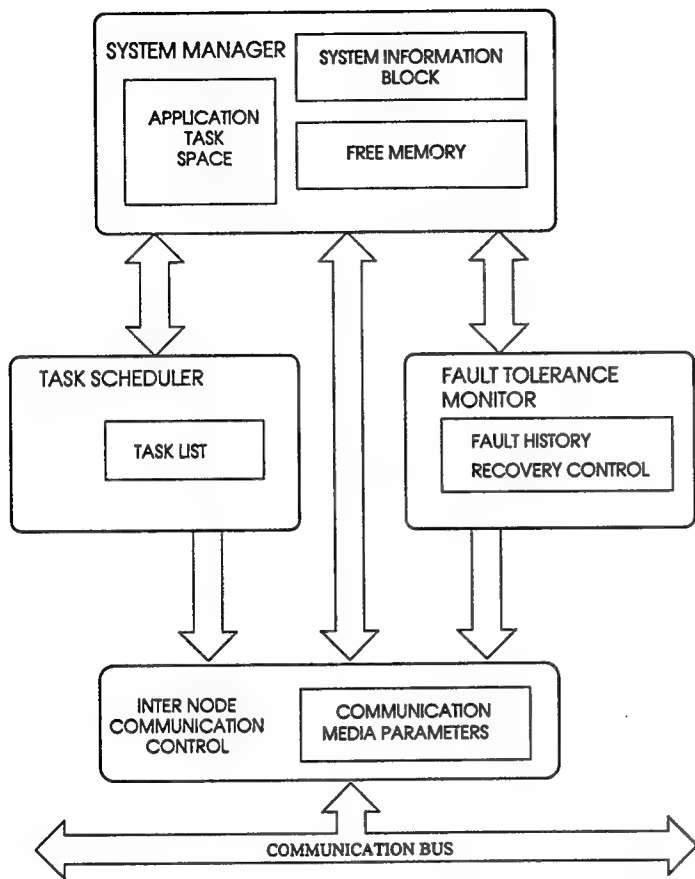 SYSTEM MANAGER
SYSTEM INFORMATION
BLOCK
APPLICATION
TASK
SPACE
FREE MEMORY
TASK SCHEDULER
TASK LIST
FAULT TOLERANCE
MONITOR
FAULT HISTORY
RECOVERY CONTROL
INTER NODE
COMMUNICATION
CONTROL
COMMUNICATION
MEDIA PARAMETERS
COMMUNICATION BUS